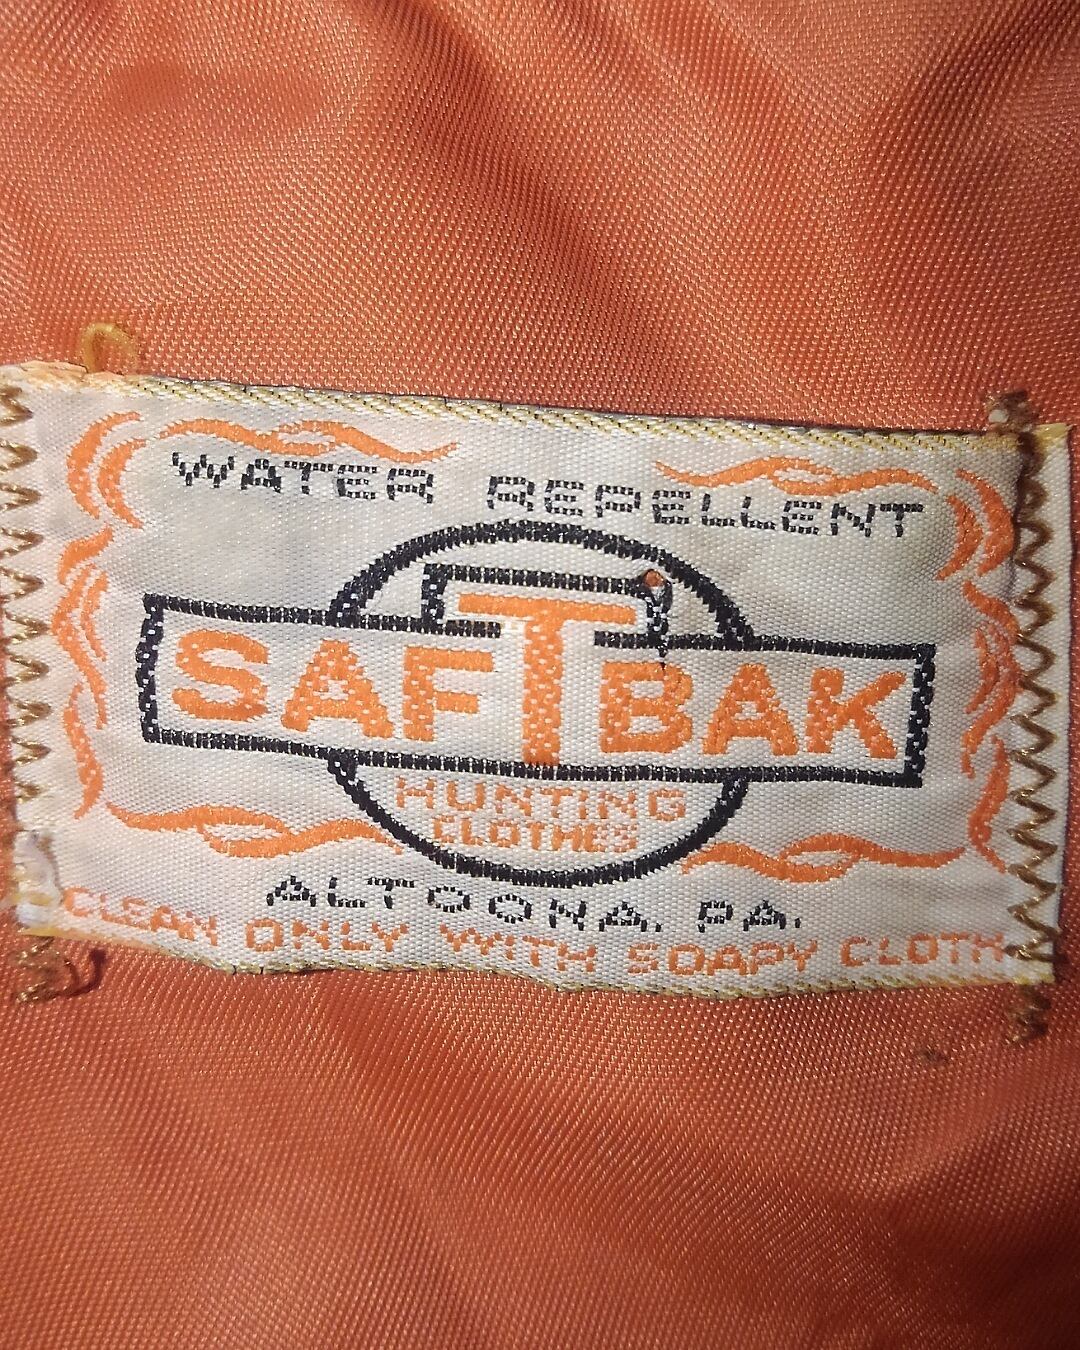 WATER REPELLENT
SAFTBAK
HUNTING
CLOTHES
ALTOONA, PA.
CLEAN ONLY WITH SOAPY CLOTH